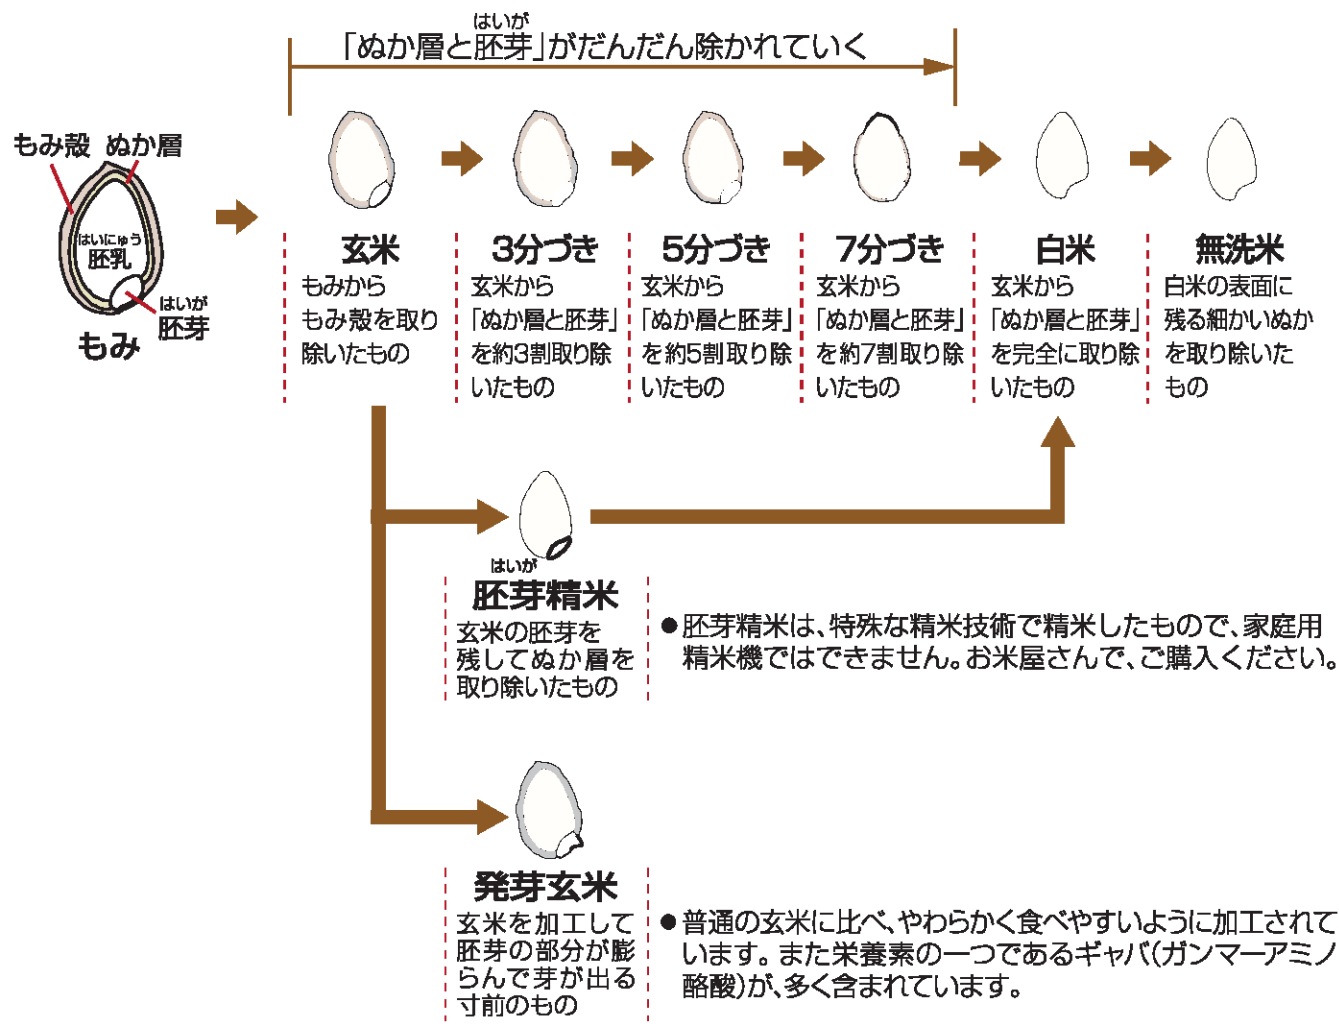 はいが
「ぬか層と胚芽」がだんだん除かれていく
もみ殻 ぬか層
はいにゅう
胚乳
はいが
胚芽
もみ
玄米
もみから
もみ殻を取り
除いたもの
3分づき
玄米から
「ぬか層と胚芽」
を約3割取り除
いたもの
5分づき
玄米から
「ぬか層と胚芽」
を約5割取り除
いたもの
7分づき
玄米から
「ぬか層と胚芽」
を約7割取り除
いたもの
白米
玄米から
「ぬか層と胚芽」
を完全に取り除
いたもの
無洗米
白米の表面に
残る細かいぬか
を取り除いた
もの
はいが
胚芽精米
玄米の胚芽を
残してぬか層を
取り除いたもの
●胚芽精米は、特殊な精米技術で精米したもので、家庭用
精米機ではできません。お米屋さんで、ご購入ください。
発芽玄米
玄米を加工して
胚芽の部分が膨
らんで芽が出る
寸前のもの
●普通の玄米に比べ、やわらかく食べやすいように加工されて
います。また栄養素の一つであるギャバ(ガンマーアミノ
酪酸)が、多く含まれています。